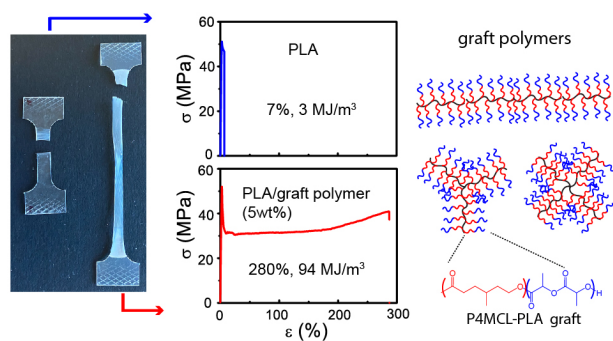 60
40
20
0
σ (MPa)
PLA
7%, 3 MJ/m³
60
40
20
0
σ (MPa)
PLA/graft polymer
(5wt%)
280%, 94 MJ/m³
0 100 200 300
ε (%)
graft polymers
O
O
O
O
O
H
P4MCL-PLA graft